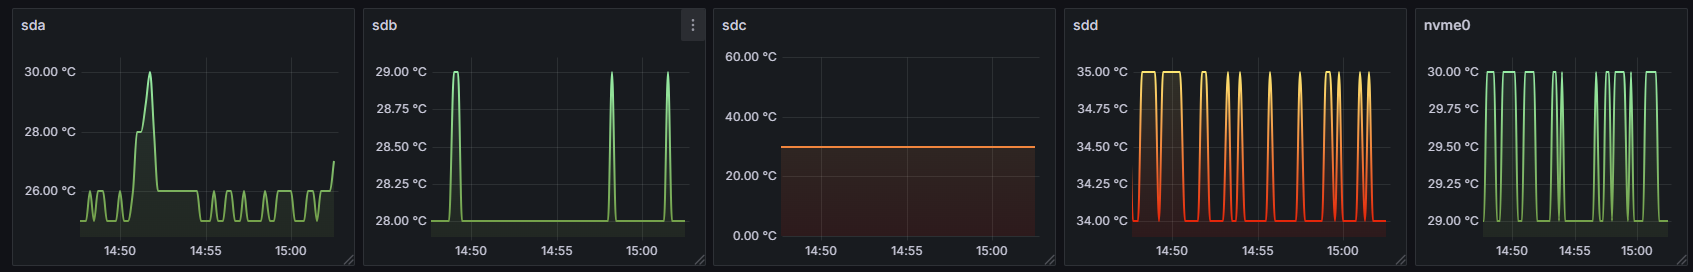 sda
30.00 °C
28.00 °C
26.00 °C
14:50 14:55 15:00
sdb
29.00 °C
28.75 °C
28.50 °C
28.25 °C
28.00 °C
14:50 14:55 15:00
sdc
60.00 °C
40.00 °C
20.00 °C
0.00 °C
14:50 14:55 15:00
sdd
35.00 °C
34.75 °C
34.50 °C
34.25 °C
34.00 °C
14:50 14:55 15:00
nvme0
30.00 °C
29.75 °C
29.50 °C
29.25 °C
29.00 °C
14:50 14:55 15:00